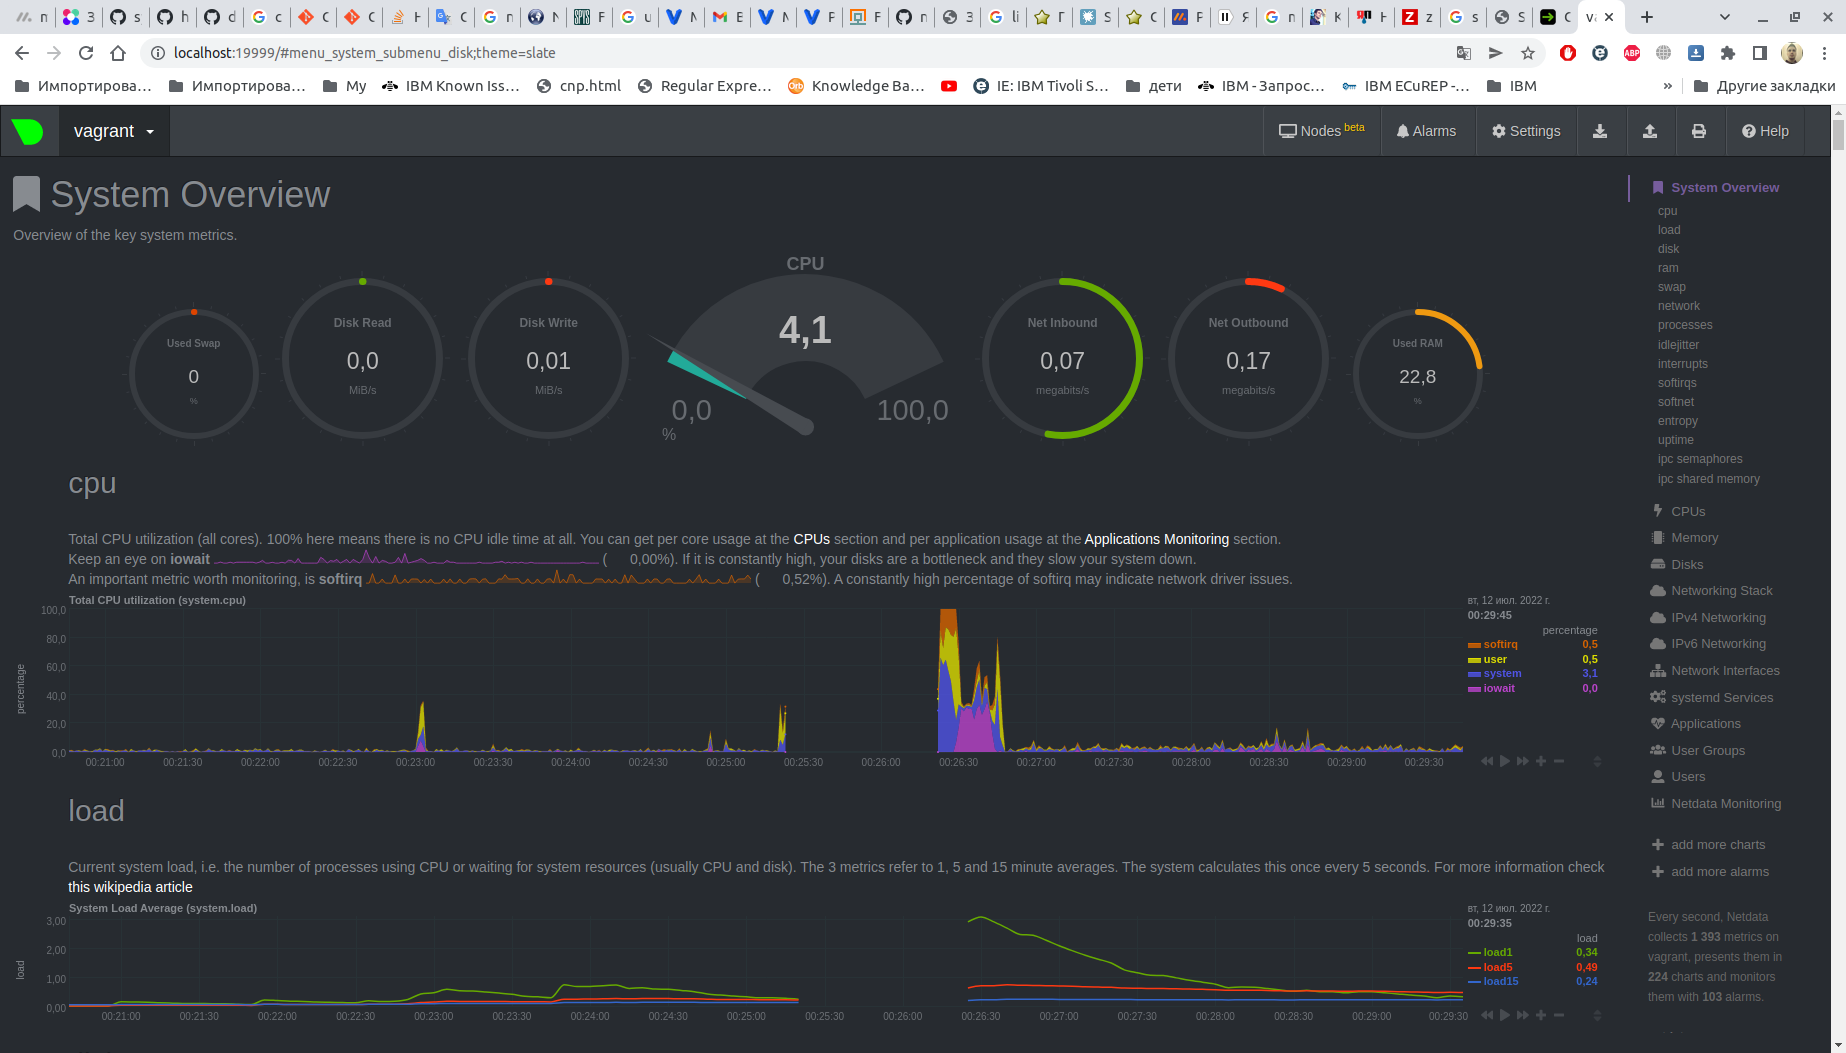 localhost:19999/#menu_system_submenu_disk;theme=slate
Импортирова… Импортирова… My IBM Known Iss… cnp.html Regular Expre… Knowledge Ba… IE: IBM Tivoli S… дети IBM - Запрос… IBM ECuREP -… IBM » Другие закладки
vagrant Nodes beta Alarms Settings Help
System Overview
Overview of the key system metrics.
Used Swap
0
%
Disk Read
0,0
MiB/s
Disk Write
0,01
MiB/s
CPU
4,1
0,0 100,0
%
Net Inbound
0,07
megabits/s
Net Outbound
0,17
megabits/s
Used RAM
22,8
%
cpu
Total CPU utilization (all cores). 100% here means there is no CPU idle time at all. You can get per core usage at the CPUs section and per application usage at the Applications Monitoring section.
Keep an eye on iowait ( 0,00%). If it is constantly high, your disks are a bottleneck and they slow your system down.
An important metric worth monitoring, is softirq ( 0,52%). A constantly high percentage of softirq may indicate network driver issues.
Total CPU utilization (system.cpu)
percentage
100,0
80,0
60,0
40,0
20,0
0,0
00:21:00 00:21:30 00:22:00 00:22:30 00:23:00 00:23:30 00:24:00 00:24:30 00:25:00 00:25:30 00:26:00 00:26:30 00:27:00 00:27:30 00:28:00 00:28:30 00:29:00 00:29:30
вт, 12 июл. 2022 г.
00:29:45
percentage
softirq 0,5
user 0,5
system 3,1
iowait 0,0
load
Current system load, i.e. the number of processes using CPU or waiting for system resources (usually CPU and disk). The 3 metrics refer to 1, 5 and 15 minute averages. The system calculates this once every 5 seconds. For more information check
this wikipedia article
System Load Average (system.load)
load
3,00
2,00
1,00
0,00
00:21:00 00:21:30 00:22:00 00:22:30 00:23:00 00:23:30 00:24:00 00:24:30 00:25:00 00:25:30 00:26:00 00:26:30 00:27:00 00:27:30 00:28:00 00:28:30 00:29:00 00:29:30
вт, 12 июл. 2022 г.
00:29:35
load
load1 0,34
load5 0,49
load15 0,24
System Overview
cpu
load
disk
ram
swap
network
processes
idlejitter
interrupts
softirqs
softnet
entropy
uptime
ipc semaphores
ipc shared memory
CPUs
Memory
Disks
Networking Stack
IPv4 Networking
IPv6 Networking
Network Interfaces
systemd Services
Applications
User Groups
Users
Netdata Monitoring
add more charts
add more alarms
Every second, Netdata
collects 1 393 metrics on
vagrant, presents them in
224 charts and monitors
them with 103 alarms.